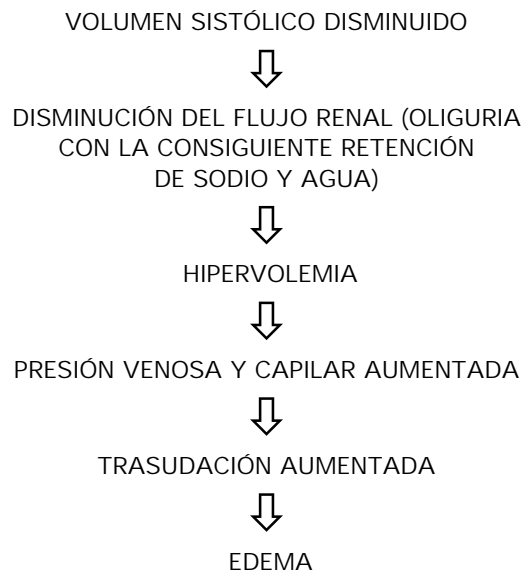 VOLUMEN SISTÓLICO DISMINUIDO
DISMINUCIÓN DEL FLUJO RENAL (OLIGURIA
CON LA CONSIGUIENTE RETENCIÓN
DE SODIO Y AGUA)
HIPERVOLEMIA
PRESIÓN VENOSA Y CAPILAR AUMENTADA
TRASUDACIÓN AUMENTADA
EDEMA